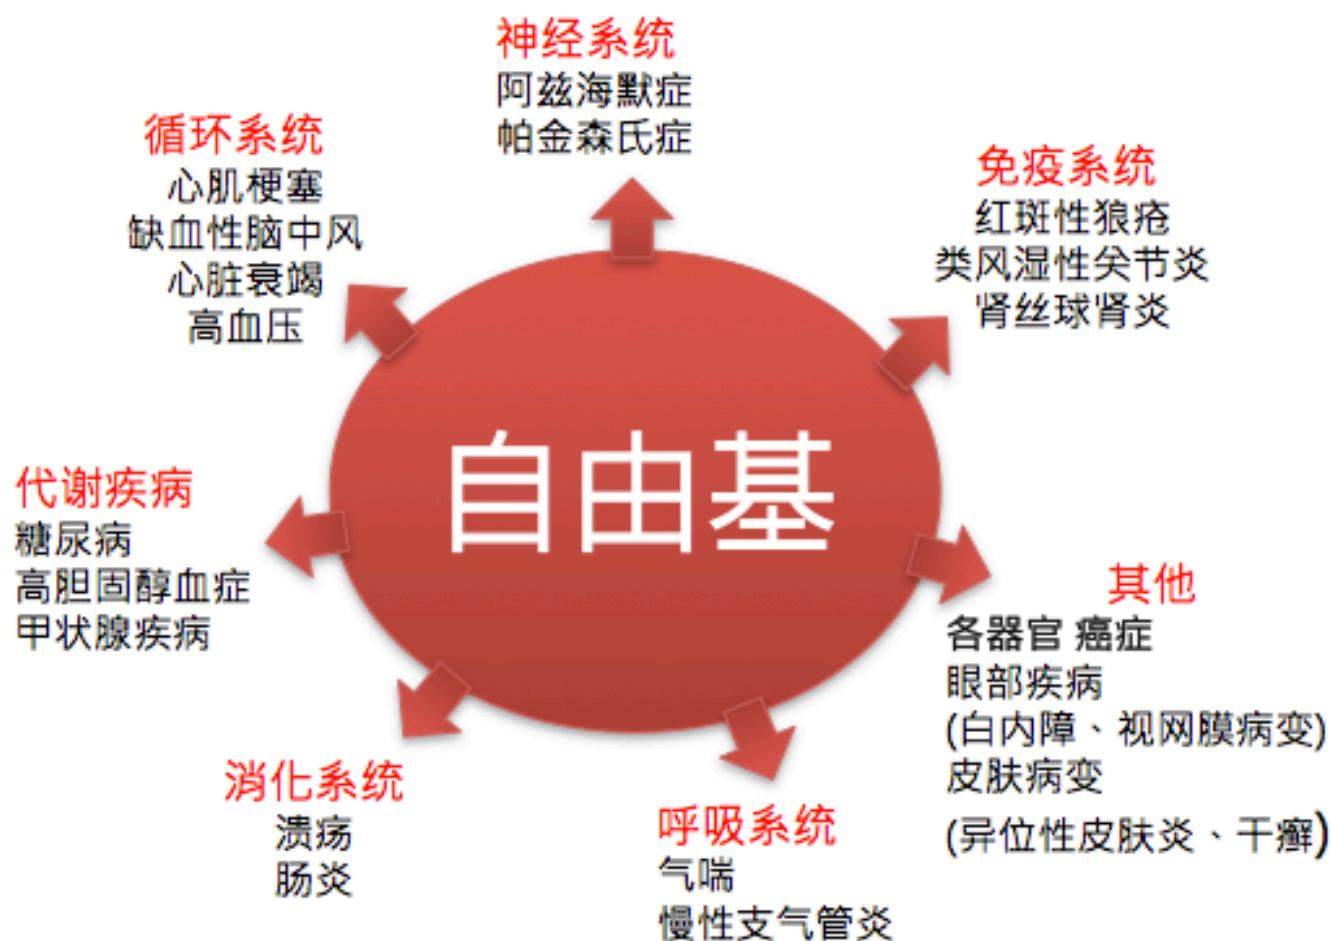 神经系统
阿兹海默症
帕金森氏症
循环系统
心肌梗塞
缺血性脑中风
心脏衰竭
高血压
免疫系统
红斑性狼疮
类风湿性关节炎
肾丝球肾炎
自由基
代谢疾病
糖尿病
高胆固醇血症
甲状腺疾病
其他
各器官 癌症
眼部疾病
(白内障、视网膜病变)
皮肤病变
(异位性皮肤炎、干癣)
消化系统
溃疡
肠炎
呼吸系统
气喘
慢性支气管炎